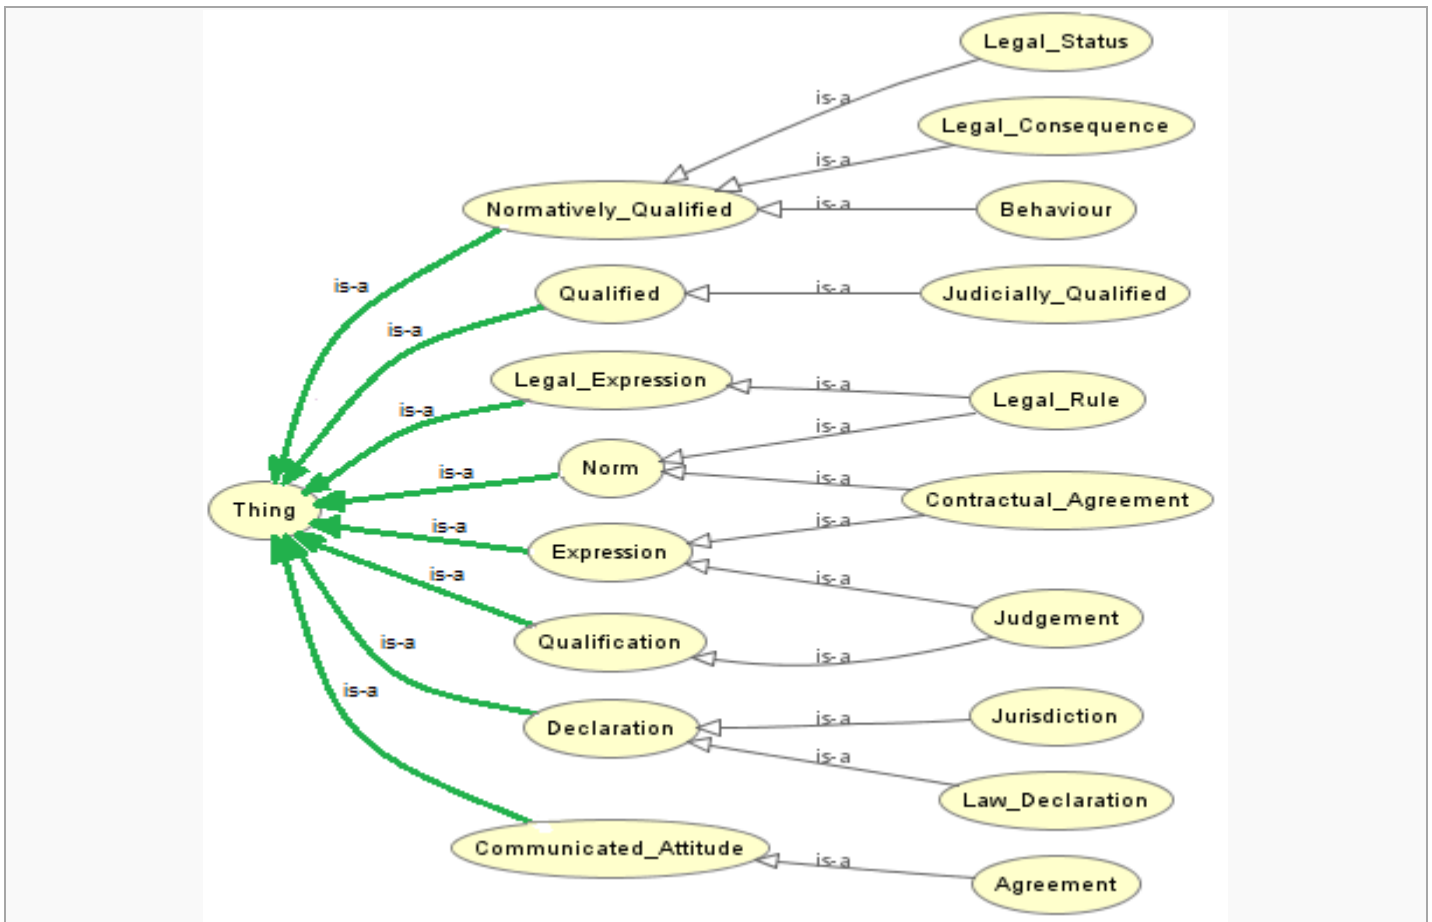 Legal_Status
is-a
Legal_Consequence
is-a
Normatively_Qualified
is-a
Behaviour
is-a
Qualified
is-a
Judicially_Qualified
is-a
Legal_Expression
is-a
Legal_Rule
is-a
is-a
Norm
is-a
is-a
Contractual_Agreement
Thing
is-a
is-a
Expression
is-a
is-a
Judgement
Qualification
is-a
is-a
is-a
Jurisdiction
Declaration
is-a
is-a
Law_Declaration
Communicated_Attitude
is-a
Agreement